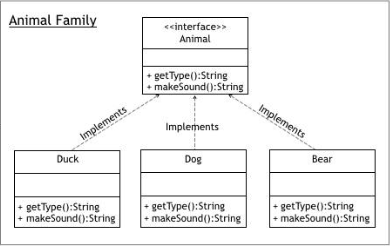 Animal Family
<<interface>>
Animal
+ getType():String
+ makeSound():String
Implements
Implements
Implements
Duck
+ getType():String
+ makeSound():String
Dog
+ getType():String
+ makeSound():String
Bear
+ getType():String
+ makeSound():String